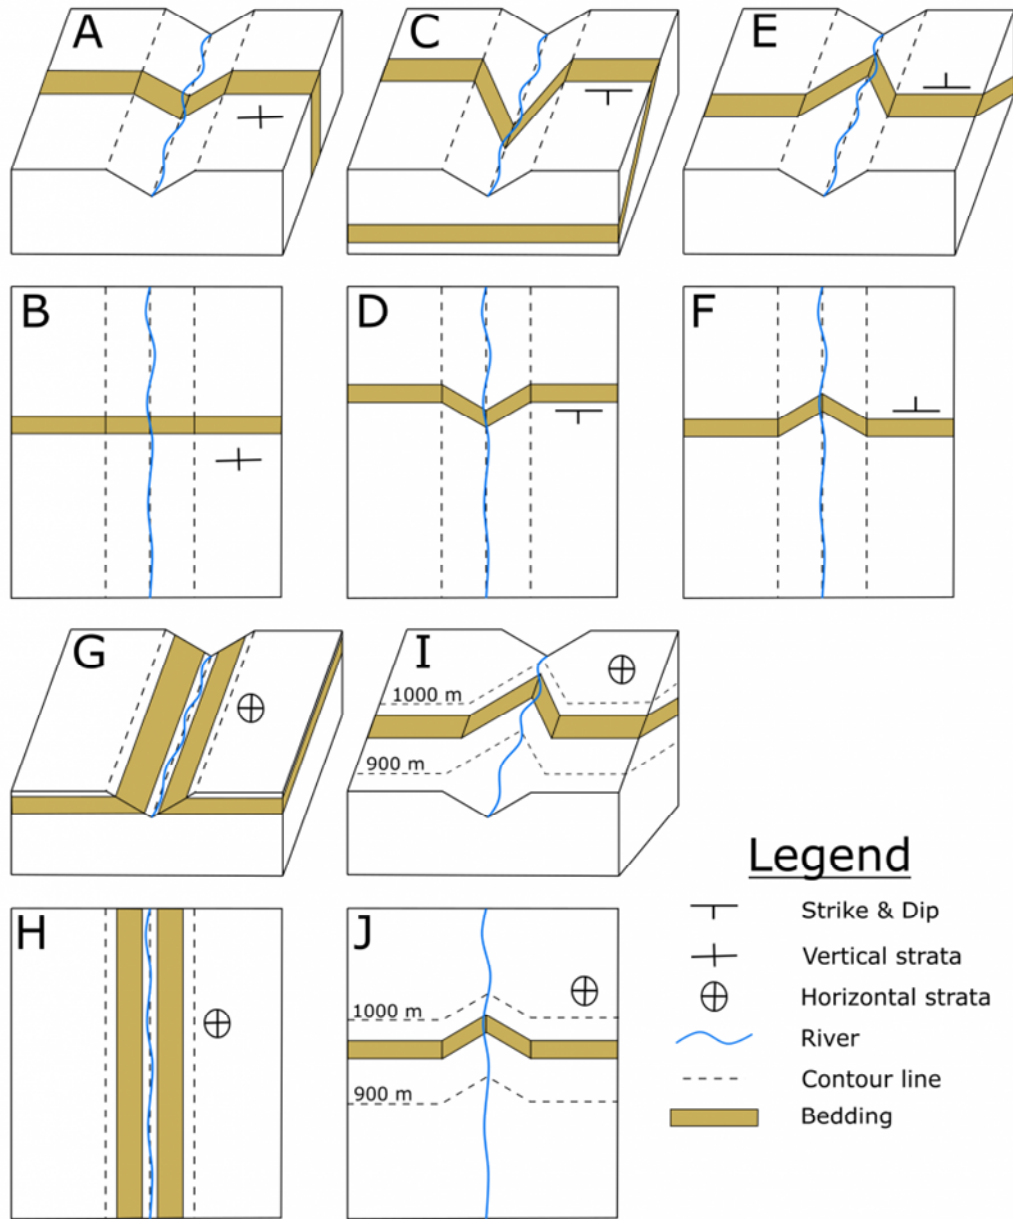 A
C
E
B
D
F
G
I
1000 m
900 m
H
J
1000 m
900 m
Legend
Strike & Dip
Vertical strata
Horizontal strata
River
Contour line
Bedding